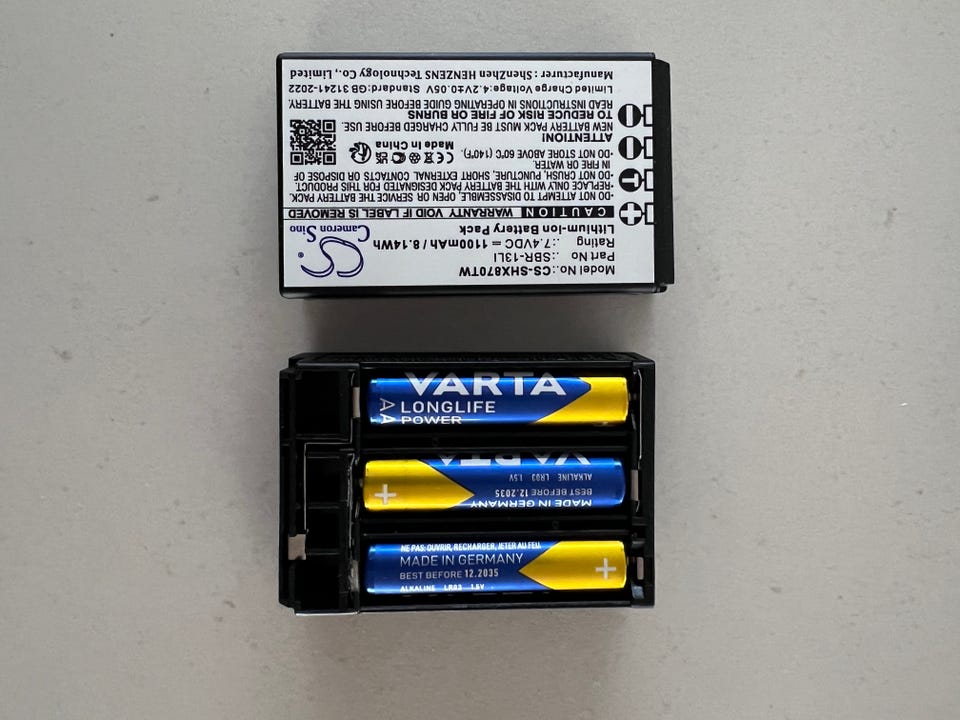 Cameron Sino
Model No.:CS-SHX870TW
Part No :SBR-13LI
Rating :7.4VDC = 1100mAh / 8.14Wh
Lithium-Ion Battery Pack
CAUTION WARRANTY VOID IF LABEL IS REMOVED
•DO NOT DISASSEMBLE, OPEN OR SERVICE THE BATTERY PACK.
•REPLACE ONLY WITH THE BATTERY PACK DESIGNATED FOR THIS PRODUCT.
•DO NOT CRUSH, PUNCTURE, SHORT EXTERNAL CONTACTS OR DISPOSE OF
IN FIRE OR WATER.
•DO NOT STORE ABOVE 60°C (140°F).
ATTENTION!
Made In China
NEW BATTERY PACK MUST BE FULLY CHARGED BEFORE USE.
TO REDUCE RISK OF FIRE OR BURNS
READ INSTRUCTIONS IN OPERATING GUIDE BEFORE USING THE BATTERY.
Limited Charge Voltage:4.2V±0.05V Standard:GB 31241-2022
Manufacturer : ShenZhen HENZENS Technology Co., Limited
VARTA
LONGLIFE
POWER
VARTA
ALKALINE LR03 1.5V
BEST BEFORE 12.2035
MADE IN GERMANY
NE PAS: OUVRIR, RECHARGER, JETER AU FEU.
MADE IN GERMANY
BEST BEFORE 12.2035
ALKALINE LR03 1.5V